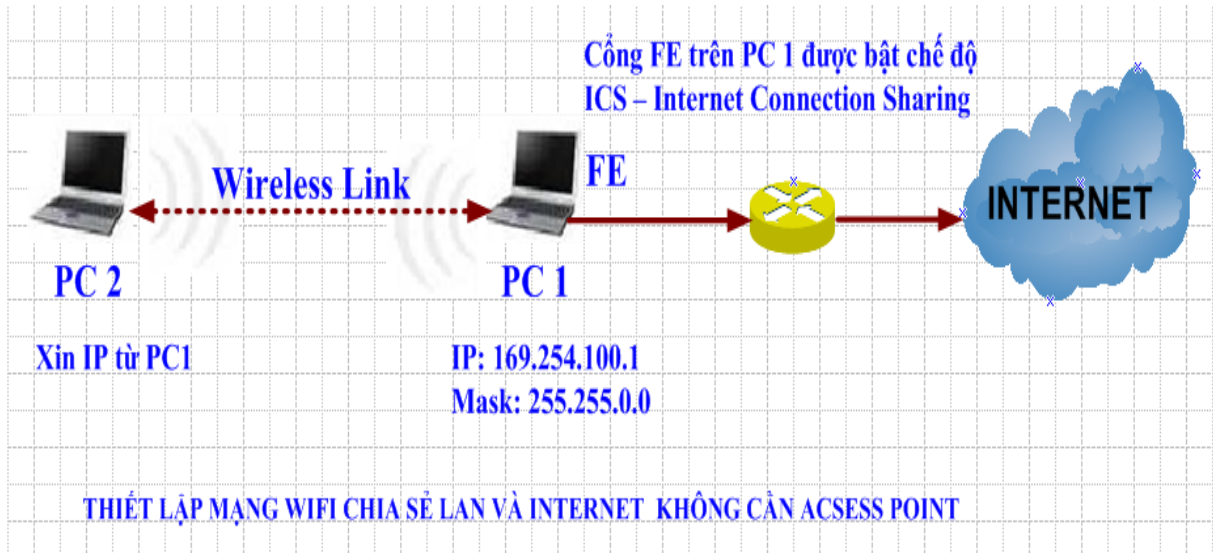 Cổng FE trên PC 1 được bật chế độ
ICS – Internet Connection Sharing
FE
Wireless Link
INTERNET
PC 2
PC 1
Xin IP từ PC1
IP: 169.254.100.1
Mask: 255.255.0.0
THIẾT LẬP MẠNG WIFI CHIA SẺ LAN VÀ INTERNET KHÔNG CẦN ACSESS POINT